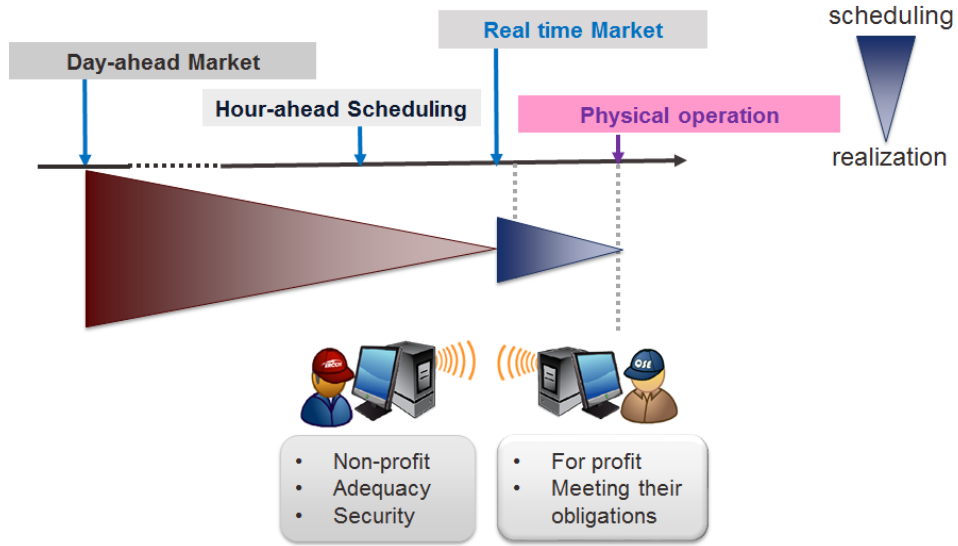 scheduling
Real time Market
Day-ahead Market
Hour-ahead Scheduling
Physical operation
realization
QSE
• Non-profit
• Adequacy
• Security
• For profit
• Meeting their
obligations